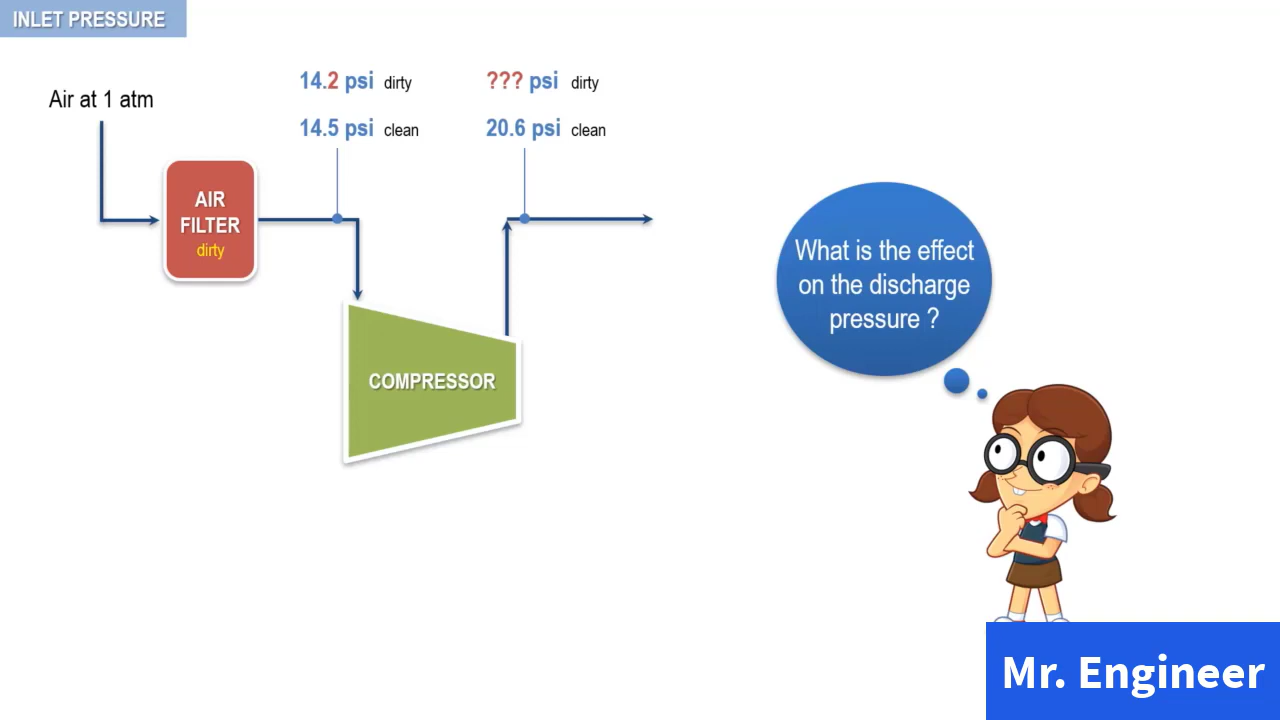 INLET PRESSURE
14.2 psi dirty
??? psi dirty
Air at 1 atm
14.5 psi clean
20.6 psi clean
AIR
FILTER
dirty
What is the effect
on the discharge
pressure ?
COMPRESSOR
Mr. Engineer